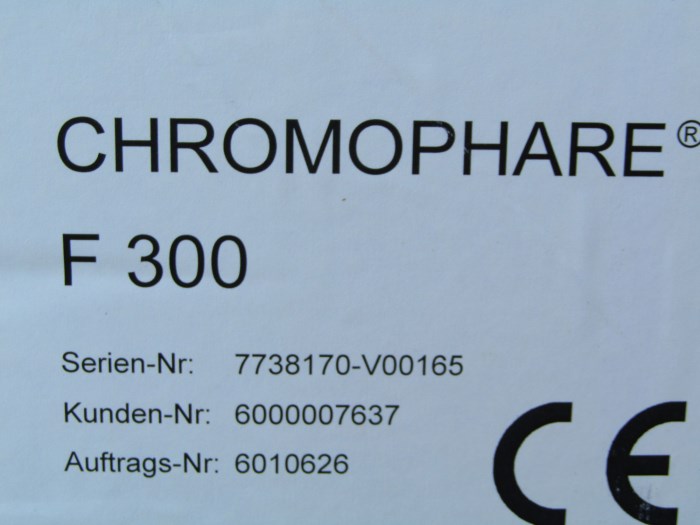 CHROMOPHARE®
F 300
Serien-Nr: 7738170-V00165
Kunden-Nr: 6000007637
Auftrags-Nr: 6010626
CE